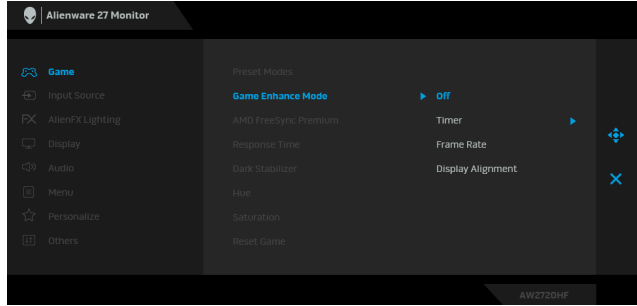 Alienware 27 Monitor
Game
Input Source
AlienFX Lighting
Display
Audio
Menu
Personalize
Others
Preset Modes
Game Enhance Mode
AMD FreeSync Premium
Response Time
Dark Stabilizer
Hue
Saturation
Reset Game
Off
Timer
Frame Rate
Display Alignment
AW2720HF